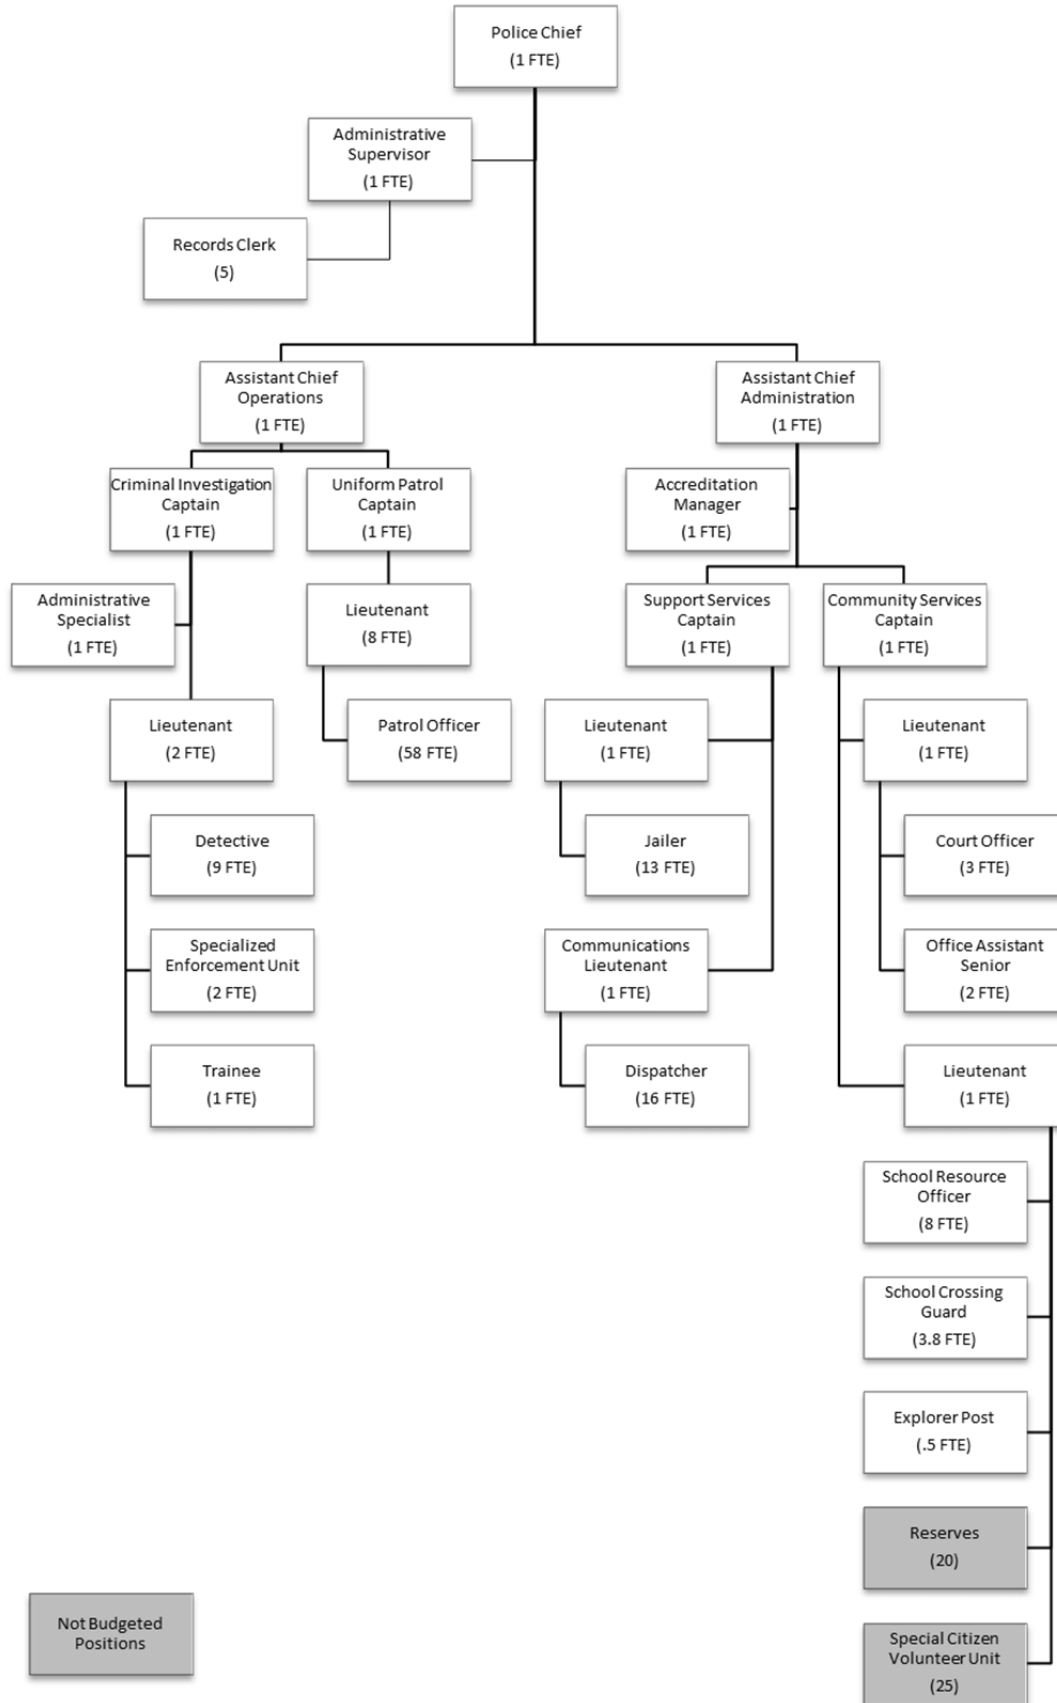 Police Chief
(1 FTE)
Administrative
Supervisor
(1 FTE)
Records Clerk
(5)
Assistant Chief
Operations
(1 FTE)
Assistant Chief
Administration
(1 FTE)
Criminal Investigation
Captain
(1 FTE)
Uniform Patrol
Captain
(1 FTE)
Accreditation
Manager
(1 FTE)
Administrative
Specialist
(1 FTE)
Lieutenant
(8 FTE)
Support Services
Captain
(1 FTE)
Community Services
Captain
(1 FTE)
Lieutenant
(2 FTE)
Patrol Officer
(58 FTE)
Lieutenant
(1 FTE)
Lieutenant
(1 FTE)
Detective
(9 FTE)
Jailer
(13 FTE)
Court Officer
(3 FTE)
Specialized
Enforcement Unit
(2 FTE)
Communications
Lieutenant
(1 FTE)
Office Assistant
Senior
(2 FTE)
Trainee
(1 FTE)
Dispatcher
(16 FTE)
Lieutenant
(1 FTE)
School Resource
Officer
(8 FTE)
School Crossing
Guard
(3.8 FTE)
Explorer Post
(.5 FTE)
Reserves
(20)
Not Budgeted
Positions
Special Citizen
Volunteer Unit
(25)